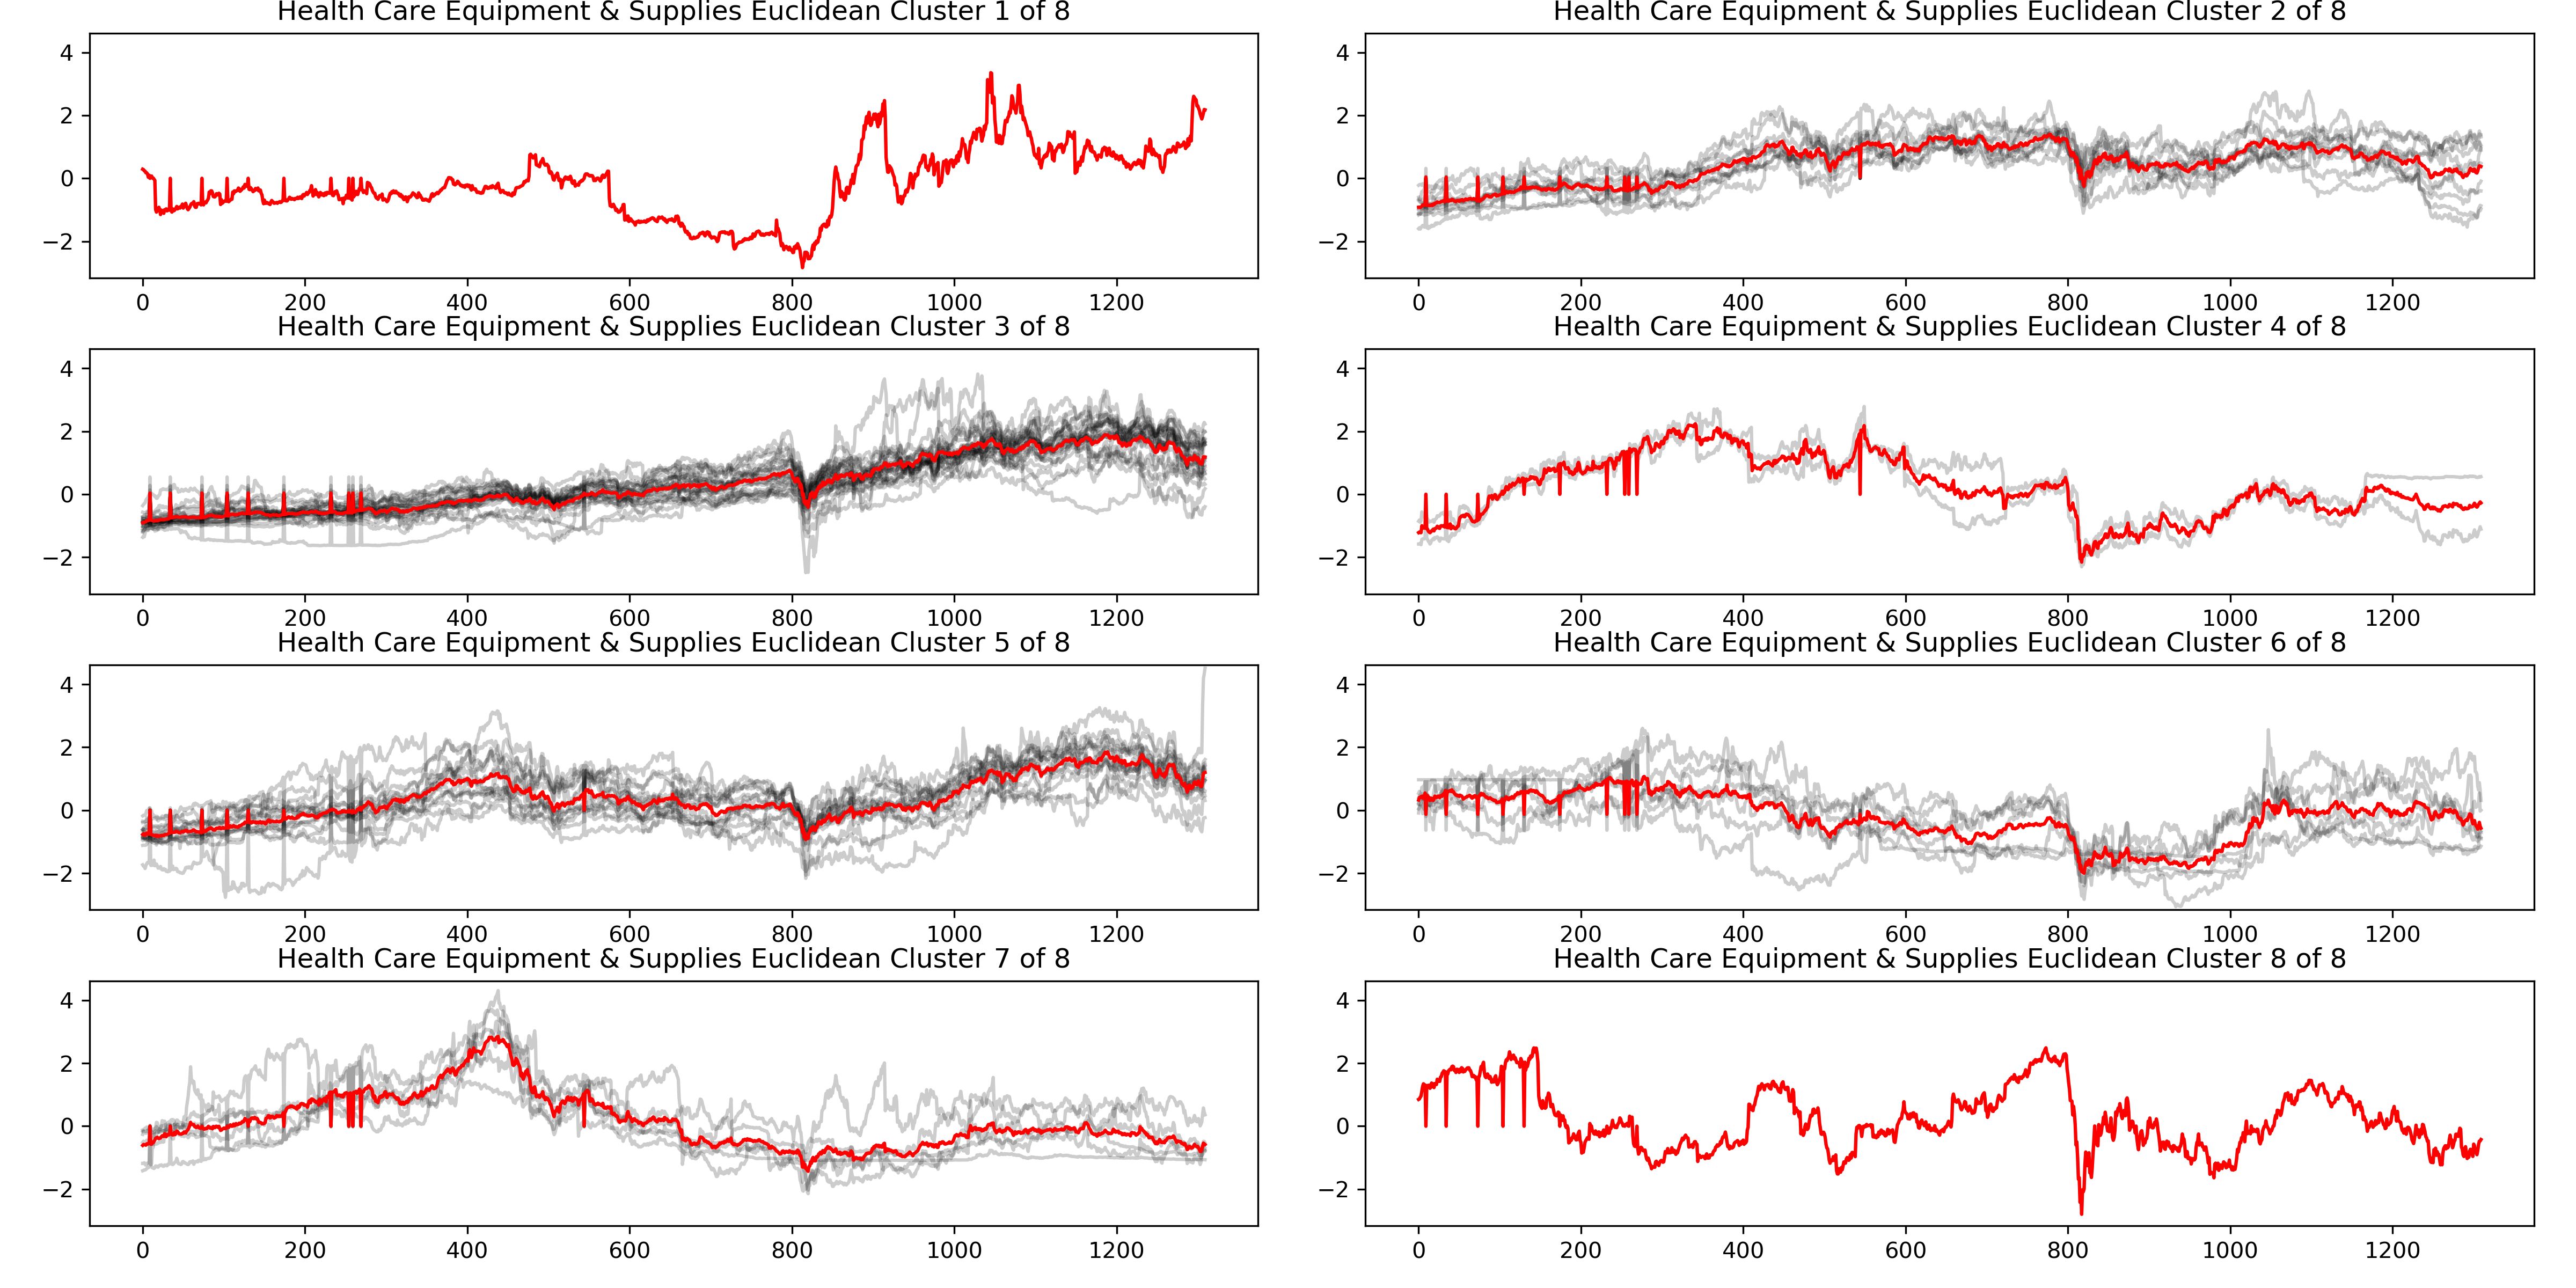 Health Care Equipment & Supplies Euclidean Cluster 1 of 8
4
2
0
−2
0 200 400 600 800 1000 1200
Health Care Equipment & Supplies Euclidean Cluster 2 of 8
4
2
0
−2
0 200 400 600 800 1000 1200
Health Care Equipment & Supplies Euclidean Cluster 3 of 8
4
2
0
−2
0 200 400 600 800 1000 1200
Health Care Equipment & Supplies Euclidean Cluster 4 of 8
4
2
0
−2
0 200 400 600 800 1000 1200
Health Care Equipment & Supplies Euclidean Cluster 5 of 8
4
2
0
−2
0 200 400 600 800 1000 1200
Health Care Equipment & Supplies Euclidean Cluster 6 of 8
4
2
0
−2
0 200 400 600 800 1000 1200
Health Care Equipment & Supplies Euclidean Cluster 7 of 8
4
2
0
−2
0 200 400 600 800 1000 1200
Health Care Equipment & Supplies Euclidean Cluster 8 of 8
4
2
0
−2
0 200 400 600 800 1000 1200